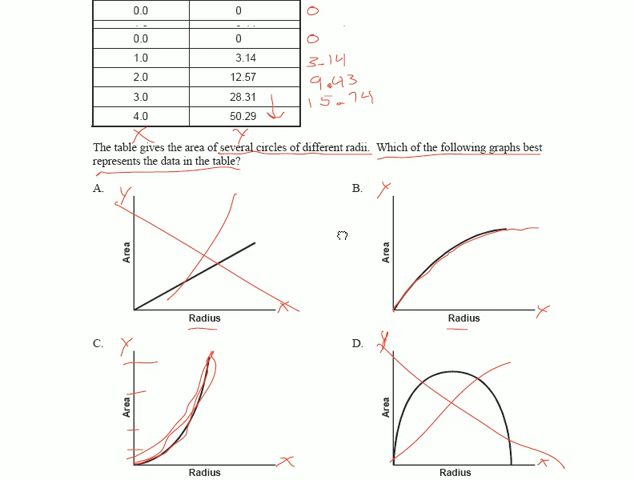 0.0 0 0
0.0 0 0
1.0 3.14 3.14
2.0 12.57 9.43
3.0 28.31 15.74
4.0 50.29
x y
The table gives the area of several circles of different radii. Which of the following graphs best
represents the data in the table?
A. y
Area
Radius x
B. y
Area
Radius x
C. y
Area
Radius x
D. y
Area
Radius x